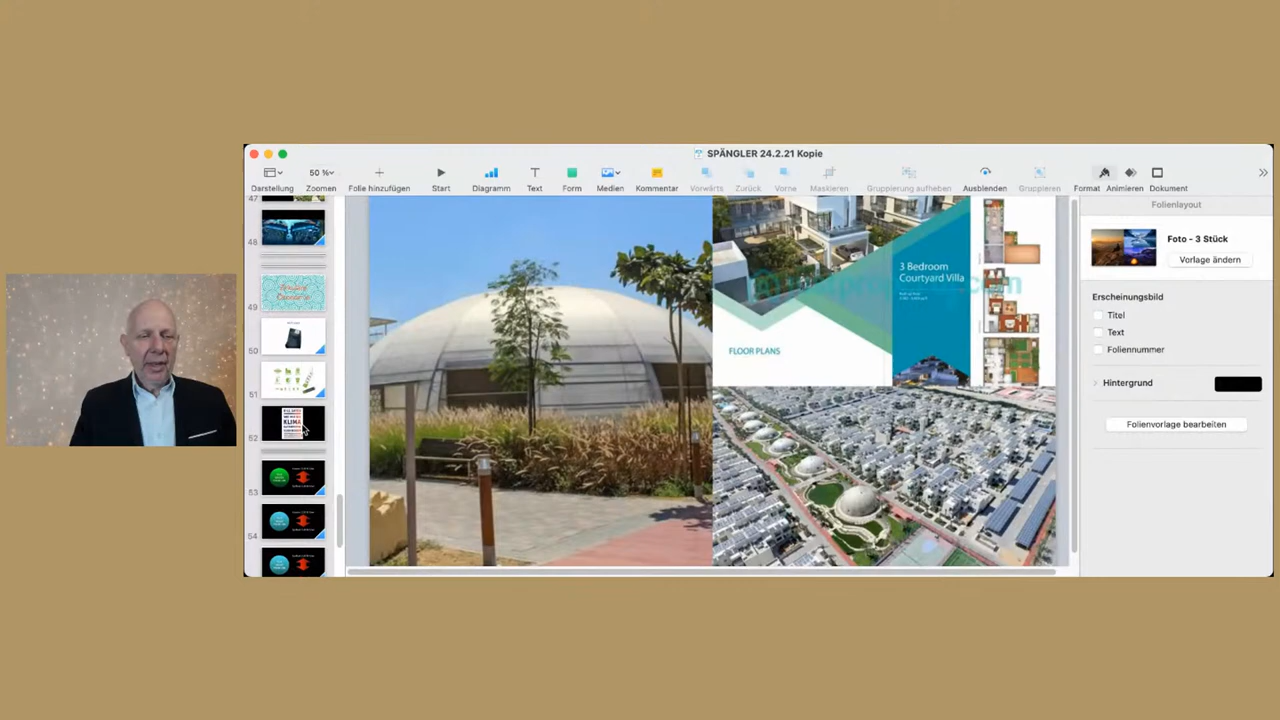 SPÄNGLER 24.2.21 Kopie
50 %
Darstellung
Zoomen
Folie hinzufügen
Start
Diagramm
Text
Form
Medien
Kommentar
Vorwärts
Zurück
Vorne
Maskieren
Gruppierung aufheben
Ausblenden
Gruppieren
Format
Animieren
Dokument
Folienlayout
47
48
49
50
51
KLIMA
52
53
54
3 Bedroom
Courtyard Villa
FLOOR PLANS
Foto - 3 Stück
Vorlage ändern
Erscheinungsbild
Titel
Text
Foliennummer
Hintergrund
Folienvorlage bearbeiten